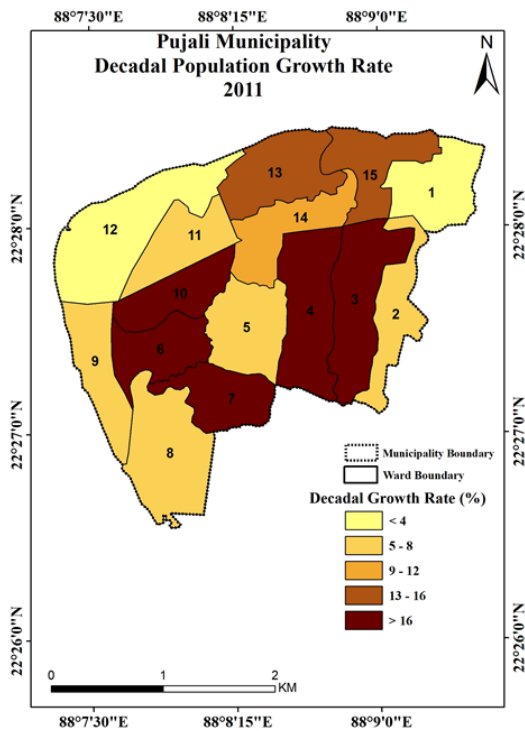 88°7'30"E 88°8'15"E 88°9'0"E
Pujali Municipality
Decadal Population Growth Rate
2011
N
13
15
1
14
12
11
22°28'0"N 22°28'0"N
10
4
3
2
5
6
9
7
22°27'0"N 22°27'0"N
8
Municipality Boundary
Ward Boundary
Decadal Growth Rate (%)
< 4
5 - 8
9 - 12
13 - 16
> 16
22°26'0"N 22°26'0"N
0 1 2
KM
88°7'30"E 88°8'15"E 88°9'0"E